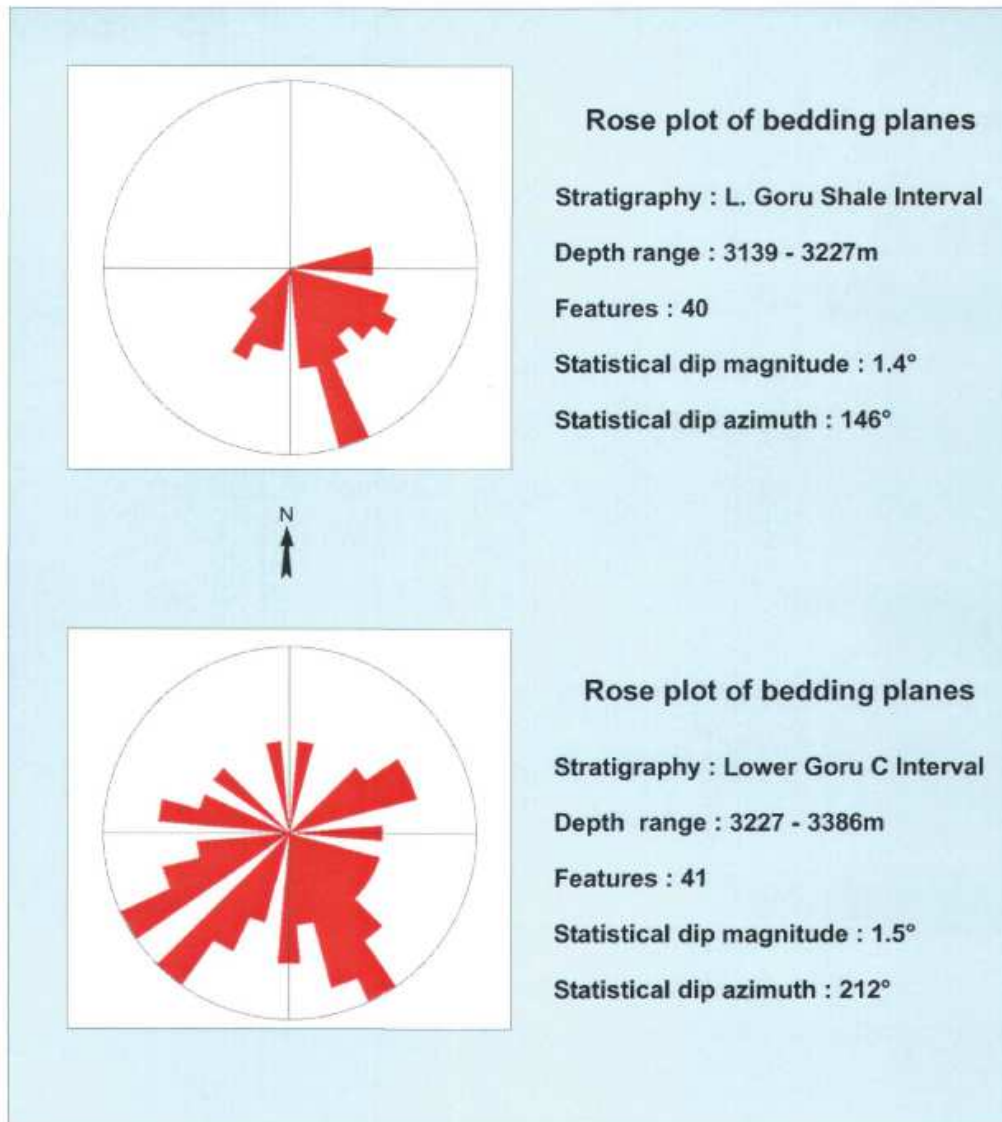 Rose plot of bedding planes
Stratigraphy : L. Goru Shale Interval
Depth range : 3139 - 3227m
Features : 40
Statistical dip magnitude : 1.4°
Statistical dip azimuth : 146°
N
Rose plot of bedding planes
Stratigraphy : Lower Goru C Interval
Depth range : 3227 - 3386m
Features : 41
Statistical dip magnitude : 1.5°
Statistical dip azimuth : 212°